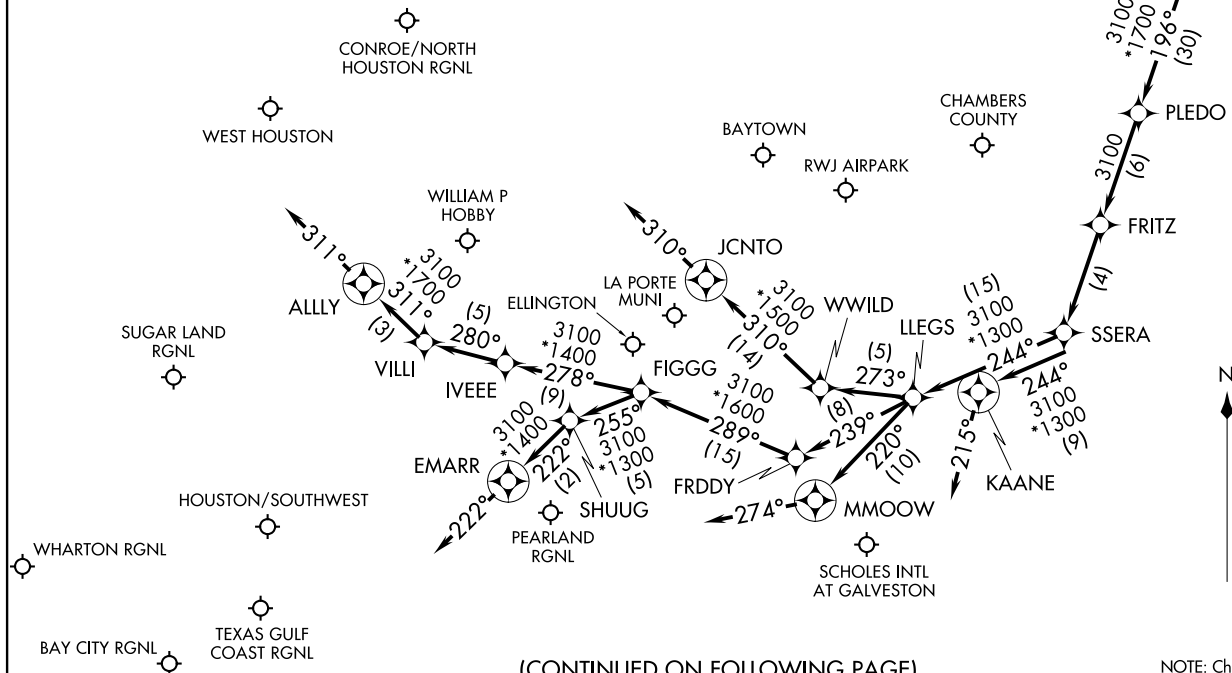 3100
*1700
196°
(30)
CONROE/NORTH
HOUSTON RGNL
WEST HOUSTON
CHAMBERS
COUNTY
PLEDO
BAYTOWN
RWJ AIRPARK
3100
(6)
WILLIAM P
HOBBY
FRITZ
311°
310°
JCNTO
3100
*1700
311°
(3)
ALLLY
LA PORTE
MUNI
ELLINGTON
3100
*1500
310°
(14)
WWILD
LLEGS
(15)
3100
*1300
244°
(4)
SSERA
N
SUGAR LAND
RGNL
VILLI
(5)
280°
IVEEE
3100
*1400
278°
(9)
FIGGG
(5)
273°
244°
3100
*1300
(9)
3100
*1600
289°
(15)
(8)
239°
220°
(10)
215°
KAANE
3100
*1400
222°
(2)
255°
3100
*1300
(5)
EMARR
222°
SHUUG
FRDDY
274°
MMOOW
HOUSTON/SOUTHWEST
PEARLAND
RGNL
WHARTON RGNL
SCHOLES INTL
AT GALVESTON
TEXAS GULF
COAST RGNL
BAY CITY RGNL
(CONTINUED ON FOLLOWING PAGE)
NOTE: Ch